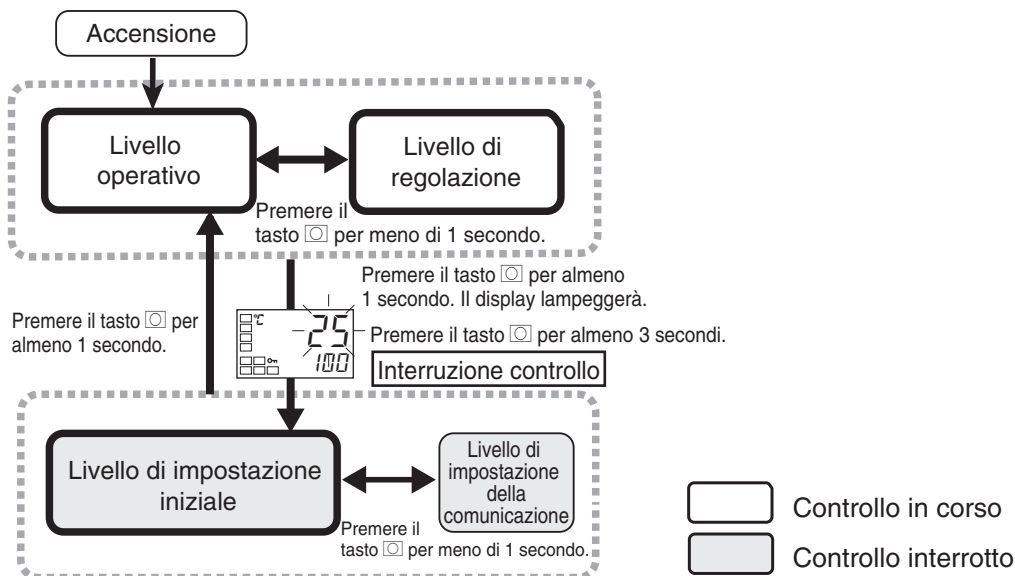 Accensione
Livello
operativo
Livello di
regolazione
Premere il
tasto per meno di 1 secondo.
Premere il tasto per almeno
1 secondo. Il display lampeggerà.
Premere il tasto per
almeno 1 secondo.
°C
25
100
Premere il tasto per almeno 3 secondi.
Interruzione controllo
Livello di impostazione
iniziale
Livello di
impostazione
della
comunicazione
Premere il
tasto per meno di 1 secondo.
Controllo in corso
Controllo interrotto